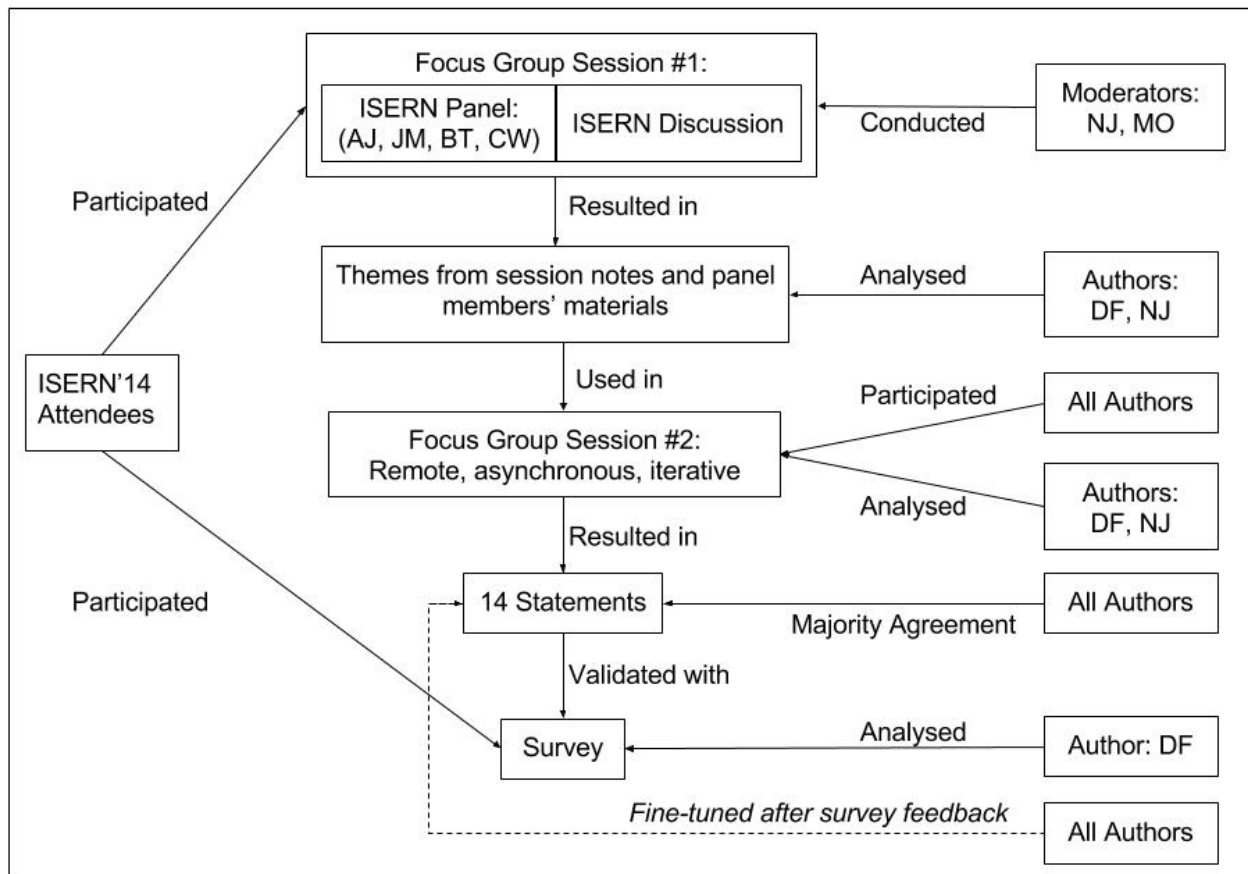 Focus Group Session #1:
ISERN Panel:
(AJ, JM, BT, CW)
ISERN Discussion
Moderators:
NJ, MO
Conducted
Participated
Resulted in
Themes from session notes and panel
members’ materials
Analysed
Authors:
DF, NJ
ISERN’14
Attendees
Used in
Participated
All Authors
Focus Group Session #2:
Remote, asynchronous, iterative
Analysed
Authors:
DF, NJ
Resulted in
Participated
14 Statements
Majority Agreement
All Authors
Validated with
Survey
Analysed
Author: DF
Fine-tuned after survey feedback
All Authors